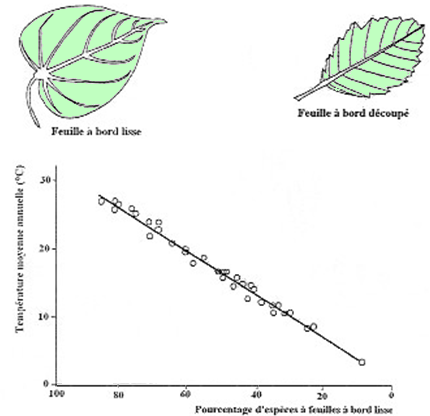 Feuille à bord lisse
Feuille à bord découpé
Température moyenne annuelle (°C)
30
20
10
0
100 80 60 40 20 0
Pourcentage d'espèces à feuilles à bord lisse